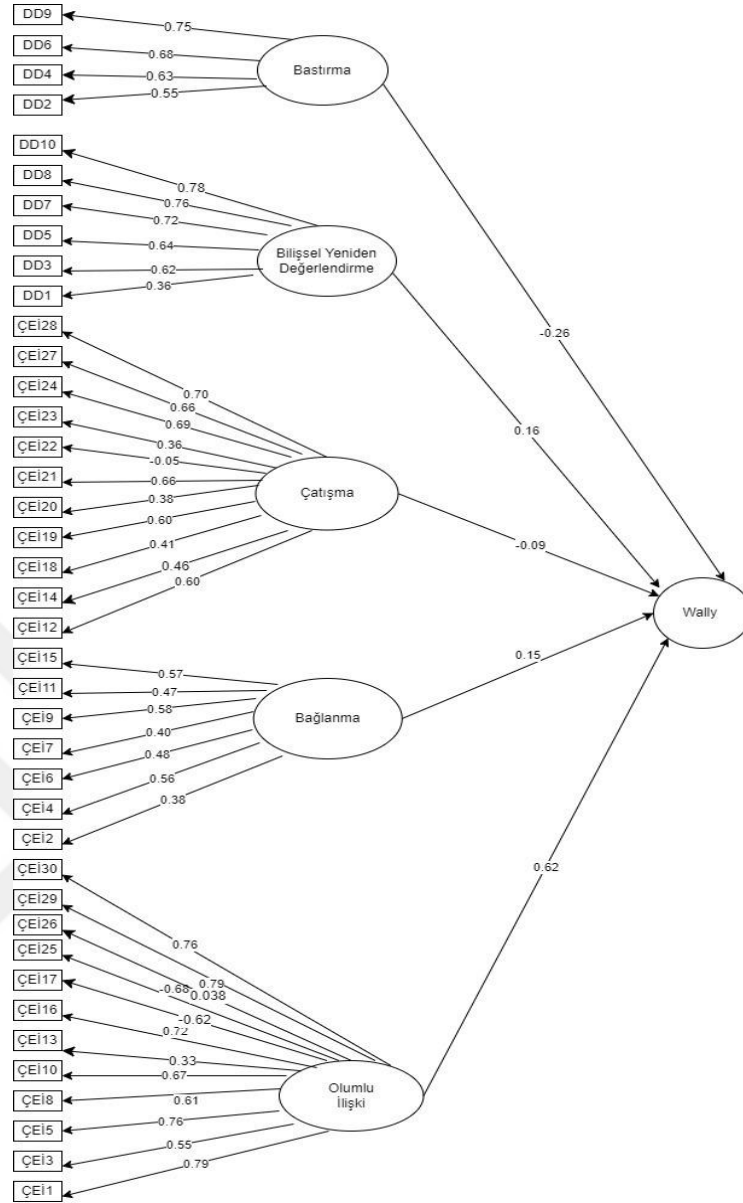 DD9
0.75
DD6
0.68
DD4
0.63
DD2
0.55
Bastırma
DD10
0.78
DD8
0.76
DD7
0.72
DD5
0.64
DD3
0.62
DD1
0.36
Bilişsel Yeniden
Değerlendirme
ÇEİ28
0.70
ÇEİ27
0.66
ÇEİ24
0.69
ÇEİ23
0.36
ÇEİ22
-0.05
ÇEİ21
0.66
ÇEİ20
0.38
ÇEİ19
0.60
ÇEİ18
0.41
ÇEİ14
0.46
ÇEİ12
0.60
Çatışma
ÇEİ15
0.57
ÇEİ11
0.47
ÇEİ9
0.58
ÇEİ7
0.40
ÇEİ6
0.48
ÇEİ4
0.56
ÇEİ2
0.38
Bağlanma
ÇEİ30
0.76
ÇEİ29
0.79
ÇEİ26
0.038
ÇEİ25
-0.68
ÇEİ17
-0.62
ÇEİ16
0.72
ÇEİ13
0.33
ÇEİ10
0.67
ÇEİ8
0.61
ÇEİ5
0.76
ÇEİ3
0.55
ÇEİ1
0.79
Olumlu
İlişki
-0.26
0.16
-0.09
0.15
0.62
Wally